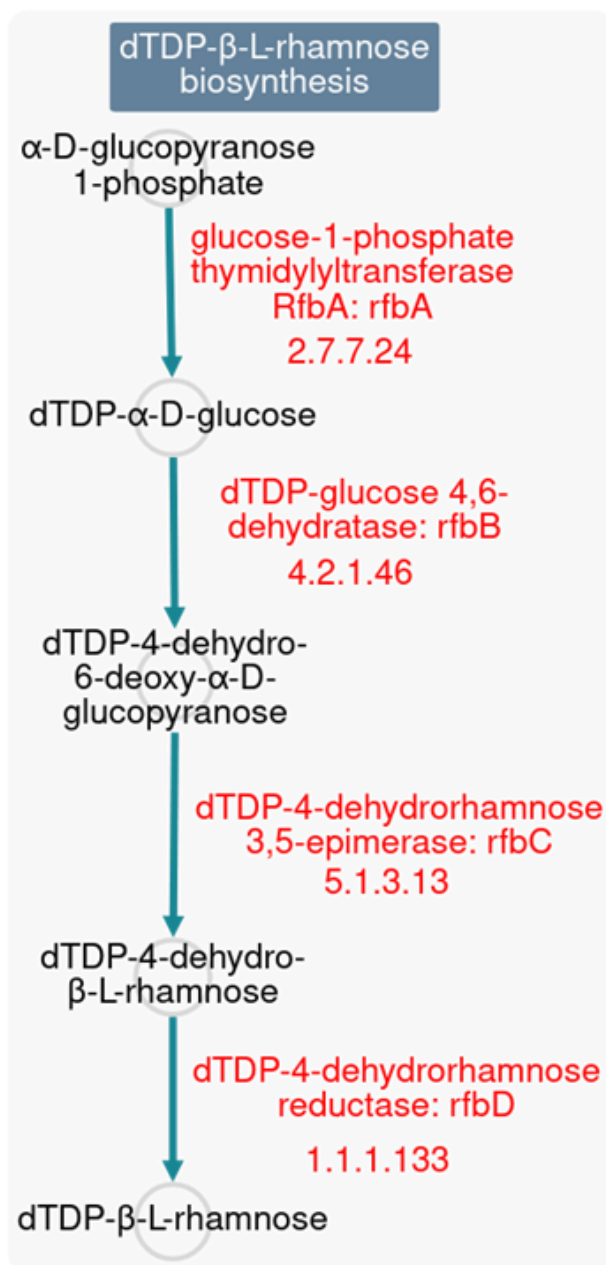 dTDP-β-L-rhamnose
biosynthesis
α-D-glucopyranose
1-phosphate
glucose-1-phosphate
thymidylyltransferase
RfbA: rfbA
2.7.7.24
dTDP-α-D-glucose
dTDP-glucose 4,6-
dehydratase: rfbB
4.2.1.46
dTDP-4-dehydro-
6-deoxy-α-D-
glucopyranose
dTDP-4-dehydrorhamnose
3,5-epimerase: rfbC
5.1.3.13
dTDP-4-dehydro-
β-L-rhamnose
dTDP-4-dehydrorhamnose
reductase: rfbD
1.1.1.133
dTDP-β-L-rhamnose